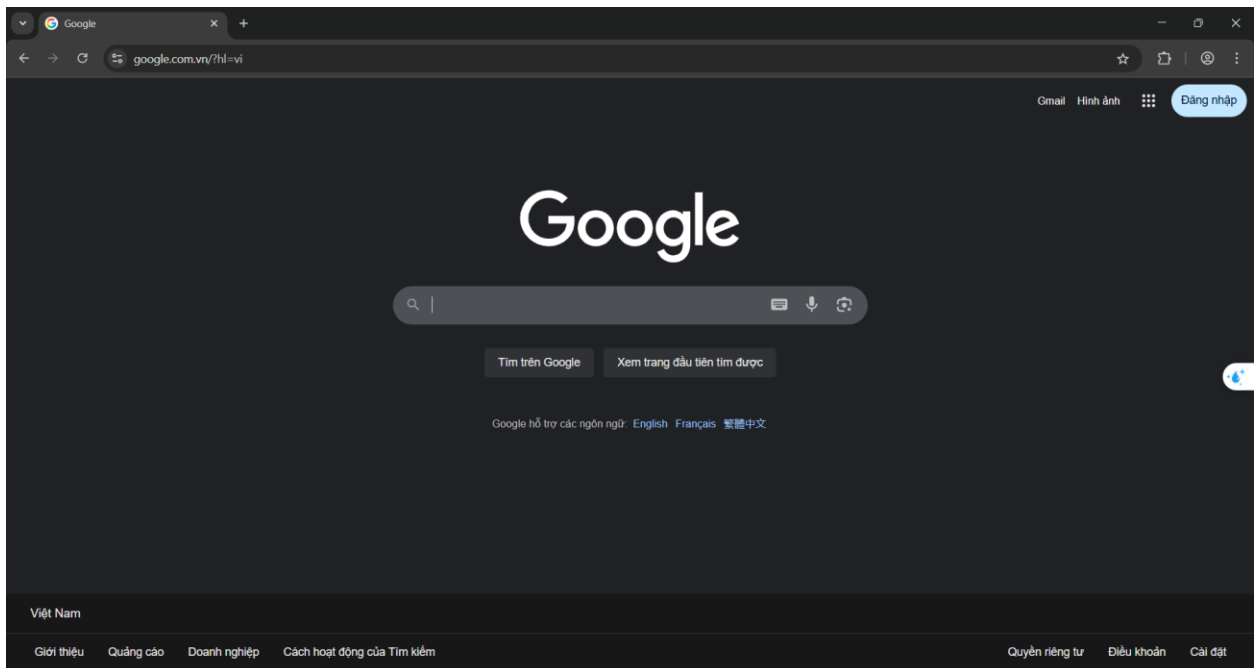 Google
google.com.vn/?hl=vi
Gmail Hình ảnh Đăng nhập
Google
Tìm trên Google Xem trang đầu tiên tìm được
Google hỗ trợ các ngôn ngữ: English Français 繁體中文
Việt Nam
Giới thiệu Quảng cáo Doanh nghiệp Cách hoạt động của Tìm kiếm Quyền riêng tư Điều khoản Cài đặt